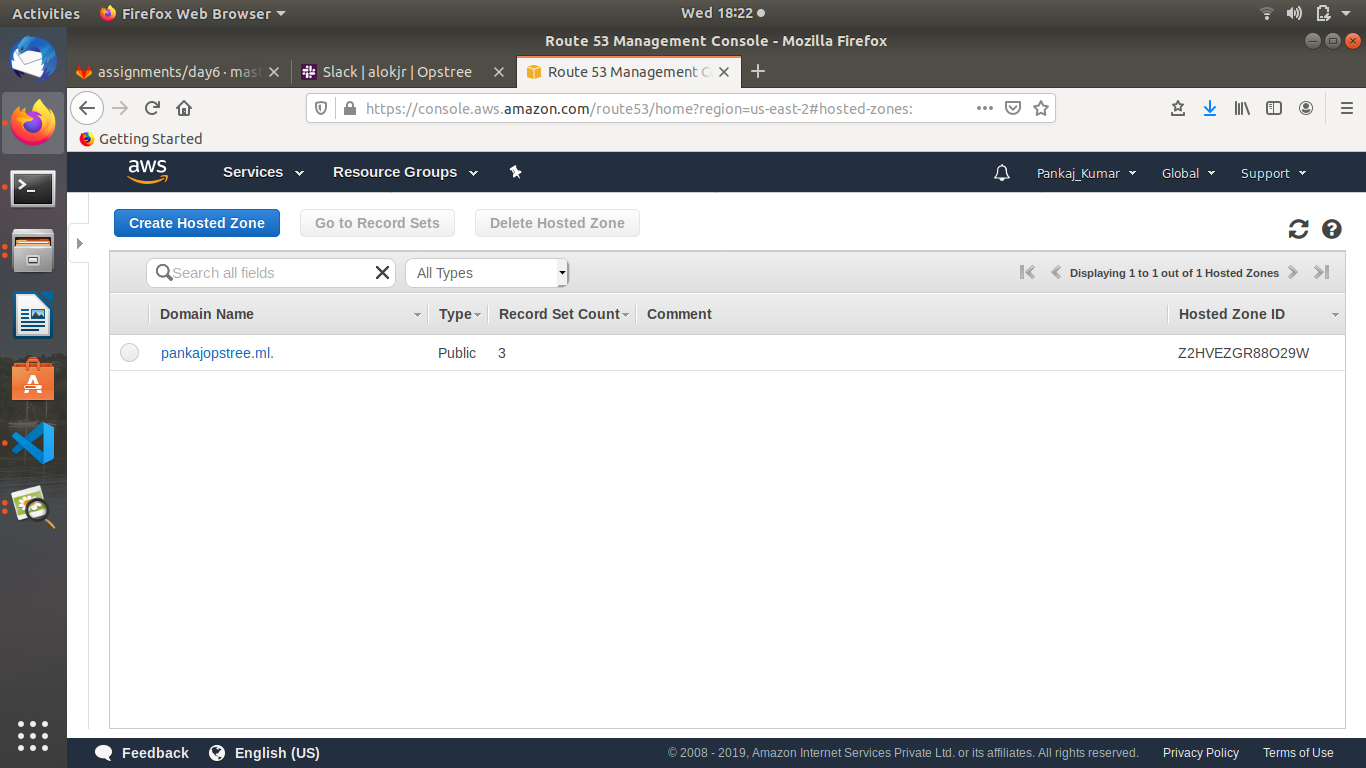 Activities Firefox Web Browser Wed 18:22
Route 53 Management Console - Mozilla Firefox
assignments/day6 · mast Slack | alokjr | Opstree Route 53 Management C
https://console.aws.amazon.com/route53/home?region=us-east-2#hosted-zones:
Getting Started
aws Services Resource Groups Pankaj_Kumar Global Support
Create Hosted Zone Go to Record Sets Delete Hosted Zone
Search all fields All Types Displaying 1 to 1 out of 1 Hosted Zones
Domain Name Type Record Set Count Comment Hosted Zone ID
pankajopstree.ml. Public 3 Z2HVEZGR88O29W
Feedback English (US) © 2008 - 2019, Amazon Internet Services Private Ltd. or its affiliates. All rights reserved. Privacy Policy Terms of Use